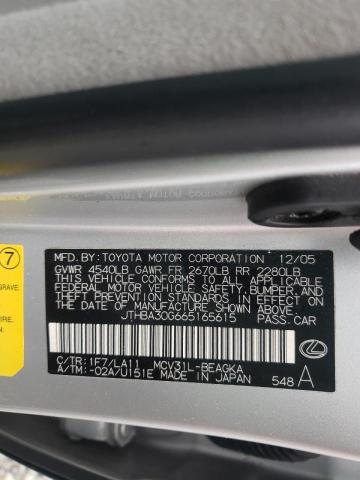 7
GRAVE:
MFD. BY: TOYOTA MOTOR CORPORATION 12/05
GVWR 4540LB GAWR FR 2670LB RR 2280LB
THIS VEHICLE CONFORMS TO ALL APPLICABLE
FEDERAL MOTOR VEHICLE SAFETY, BUMPER, AND
THEFT PREVENTION STANDARDS IN EFFECT ON
THE DATE OF MANUFACTURE SHOWN ABOVE.
JTHBA30G665165615 PASS.CAR
C/TR: 1F7/LA11 MCV31L-BEAGKA
A/TM: -02A/U151E MADE IN JAPAN 548 A